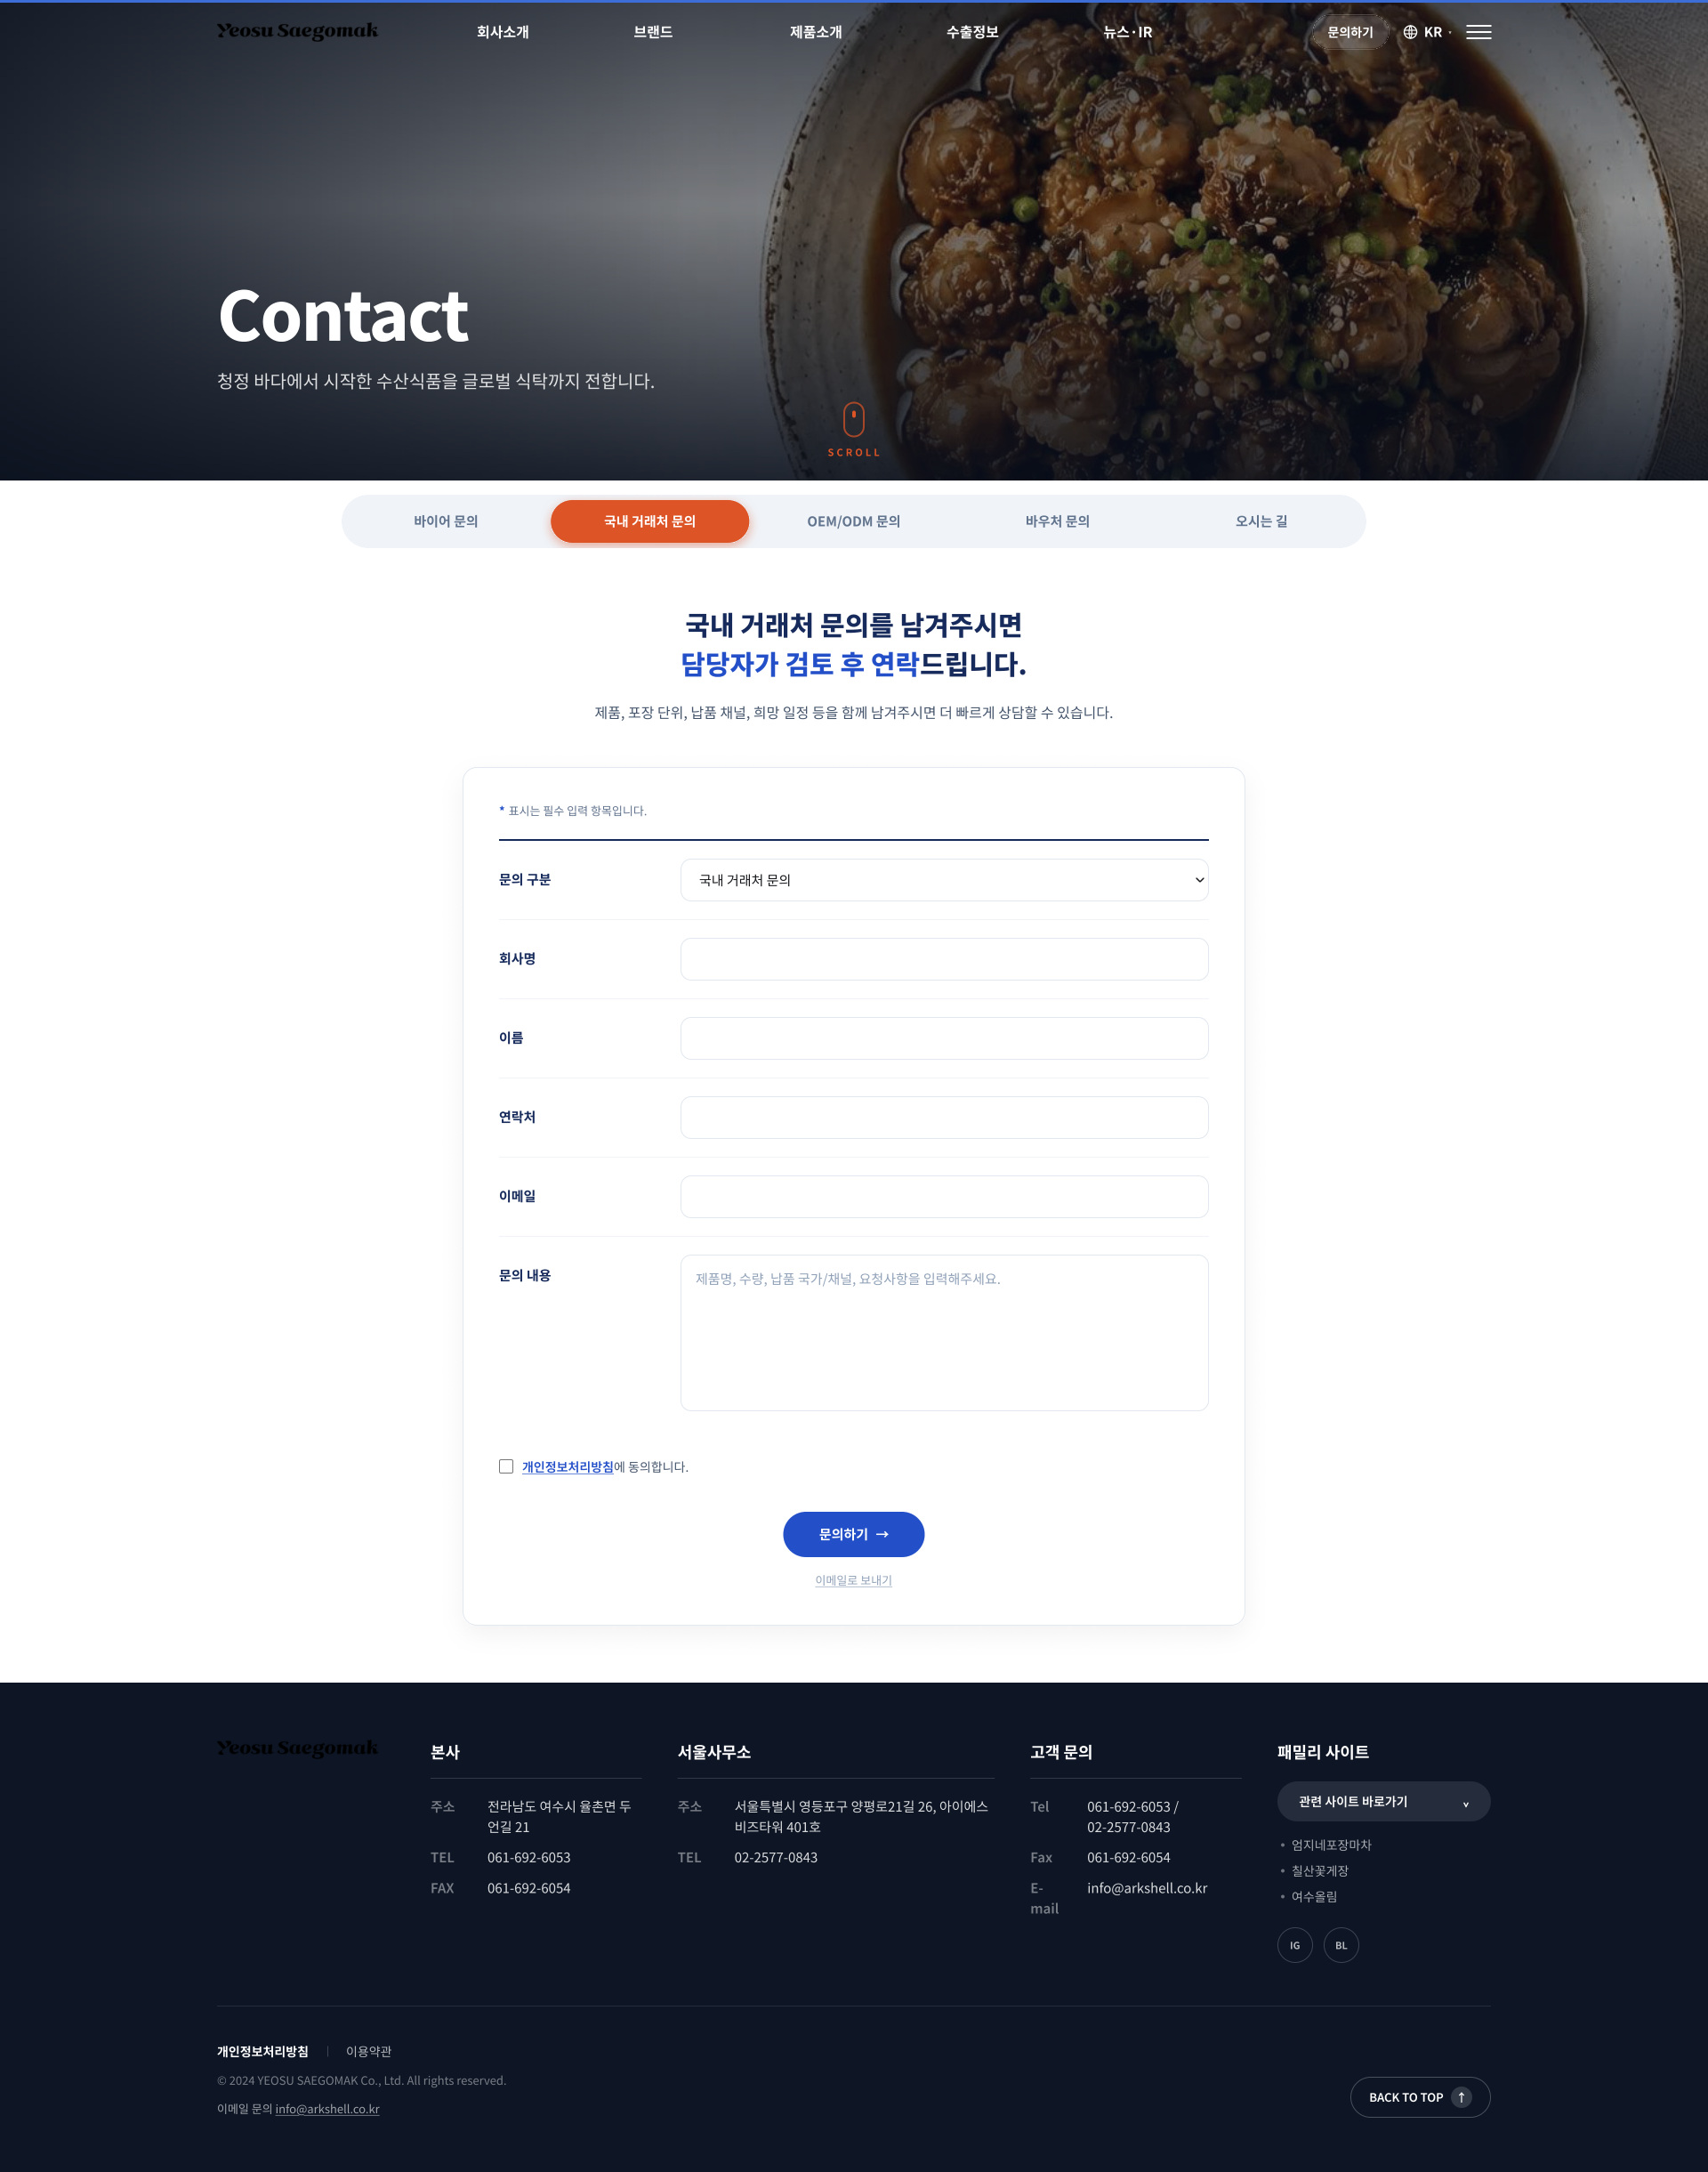 Yeosu Saegomak
회사소개
브랜드
제품소개
수출정보
뉴스·IR
문의하기
KR
Contact
청정 바다에서 시작한 수산식품을 글로벌 식탁까지 전합니다.
SCROLL
바이어 문의
국내 거래처 문의
OEM/ODM 문의
바우처 문의
오시는 길
국내 거래처 문의를 남겨주시면
담당자가 검토 후 연락드립니다.
제품, 포장 단위, 납품 채널, 희망 일정 등을 함께 남겨주시면 더 빠르게 상담할 수 있습니다.
* 표시는 필수 입력 항목입니다.
문의 구분
국내 거래처 문의
회사명
이름
연락처
이메일
문의 내용
제품명, 수량, 납품 국가/채널, 요청사항을 입력해주세요.
개인정보처리방침에 동의합니다.
문의하기 →
이메일로 보내기
Yeosu Saegomak
본사
주소
전라남도 여수시 율촌면 두
언길 21
TEL
061-692-6053
FAX
061-692-6054
서울사무소
주소
서울특별시 영등포구 양평로21길 26, 아이에스
비즈타워 401호
TEL
02-2577-0843
고객 문의
Tel
061-692-6053 /
02-2577-0843
Fax
061-692-6054
E-
mail
info@arkshell.co.kr
패밀리 사이트
관련 사이트 바로가기
• 엄지네포장마차
• 칠산꽃게장
• 여수올림
IG
BL
개인정보처리방침
이용약관
© 2024 YEOSU SAEGOMAK Co., Ltd. All rights reserved.
이메일 문의 info@arkshell.co.kr
BACK TO TOP ↑